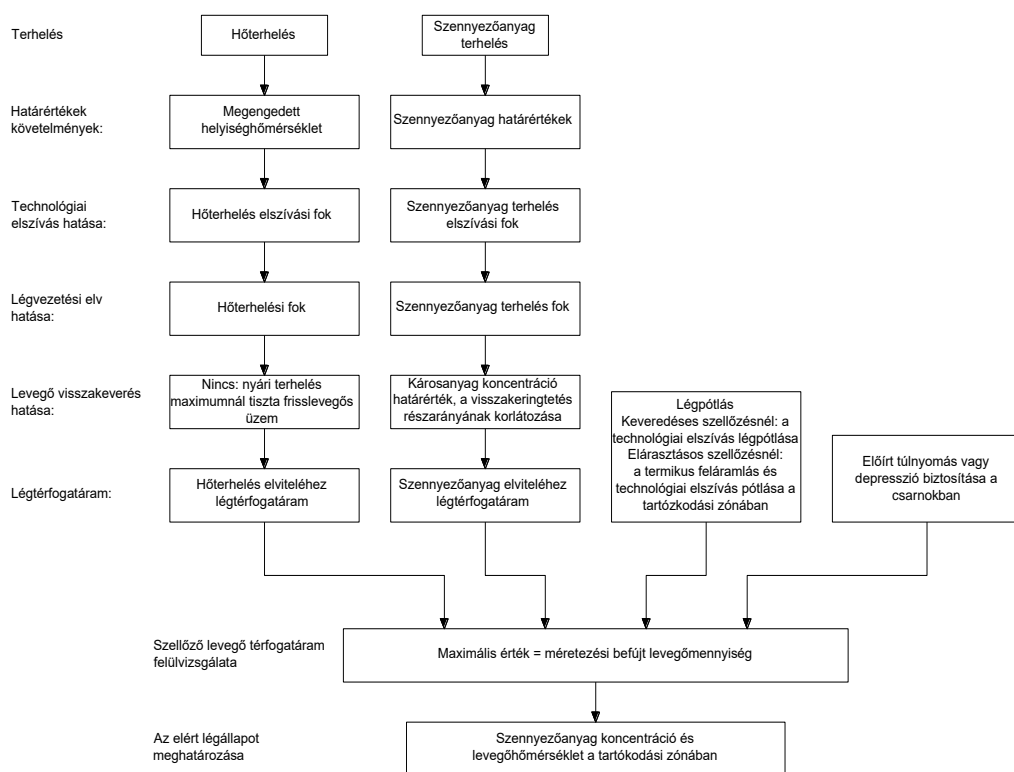 Terhelés
Hőterhelés
Szennyezőanyag
terhelés
Határértékek
követelmények:
Megengedett
helyiséghőmérséklet
Szennyezőanyag határértékek
Technológiai
elszívás hatása:
Hőterhelés elszívási fok
Szennyezőanyag terhelés
elszívási fok
Légvezetési elv
hatása:
Hőterhelési fok
Szennyezőanyag terhelés fok
Levegő visszakeverés
hatása:
Nincs: nyári terhelés
maximumnál tiszta frisslevegős
üzem
Károsanyag koncentráció
határérték, a visszakeringtetés
részarányának korlátozása
Légpótlás
Keveredéses szellőzésnél: a
technológiai elszívás légpótlása
Elárasztásos szellőzésnél:
a termikus feláramlás és
technológiai elszívás pótlása a
tartózkodási zónában
Előírt túlnyomás vagy
depresszió biztosítása a
csarnokban
Légtérfogatáram:
Hőterhelés elviteléhez
légtérfogatáram
Szennyezőanyag elviteléhez
légtérfogatáram
Szellőző levegő térfogatáram
felülvizsgálata
Maximális érték = méretezési befújt levegőmennyiség
Az elért légállapot
meghatározása
Szennyezőanyag koncentráció és
levegőhőmérséklet a tartókodási zónában